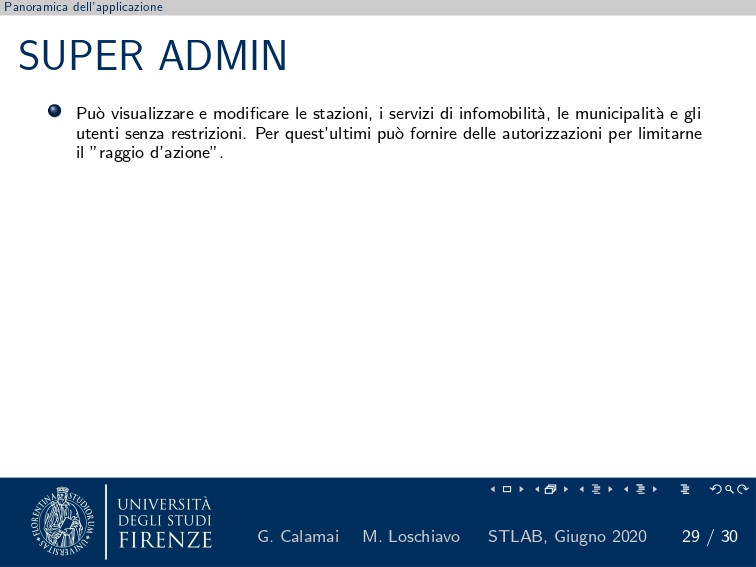 Panoramica dell'applicazione
SUPER ADMIN
Può visualizzare e modificare le stazioni, i servizi di infomobilità, le municipalità e gli
utenti senza restrizioni. Per quest'ultimi può fornire delle autorizzazioni per limitarne
il ”raggio d'azione”.
UNIVERSITÀ
DEGLI STUDI
FIRENZE
G. Calamai M. Loschiavo STLAB, Giugno 2020 29 / 30